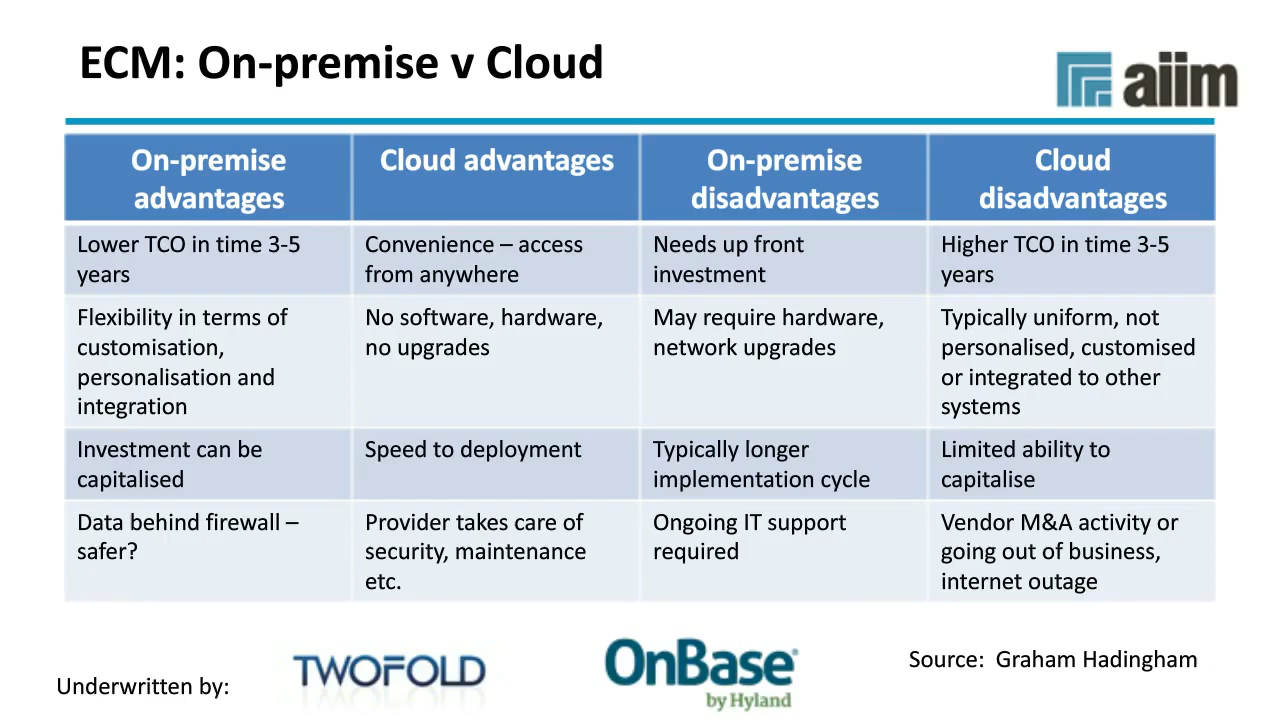 ECM: On-premise v Cloud
aiim
On-premise
advantages
Cloud advantages
On-premise
disadvantages
Cloud
disadvantages
Lower TCO in time 3-5
years
Convenience – access
from anywhere
Needs up front
investment
Higher TCO in time 3-5
years
Flexibility in terms of
customisation,
personalisation and
integration
No software, hardware,
no upgrades
May require hardware,
network upgrades
Typically uniform, not
personalised, customised
or integrated to other
systems
Investment can be
capitalised
Speed to deployment
Typically longer
implementation cycle
Limited ability to
capitalise
Data behind firewall –
safer?
Provider takes care of
security, maintenance
etc.
Ongoing IT support
required
Vendor M&A activity or
going out of business,
internet outage
Underwritten by:
TWOFOLD
OnBase®
by Hyland
Source: Graham Hadingham